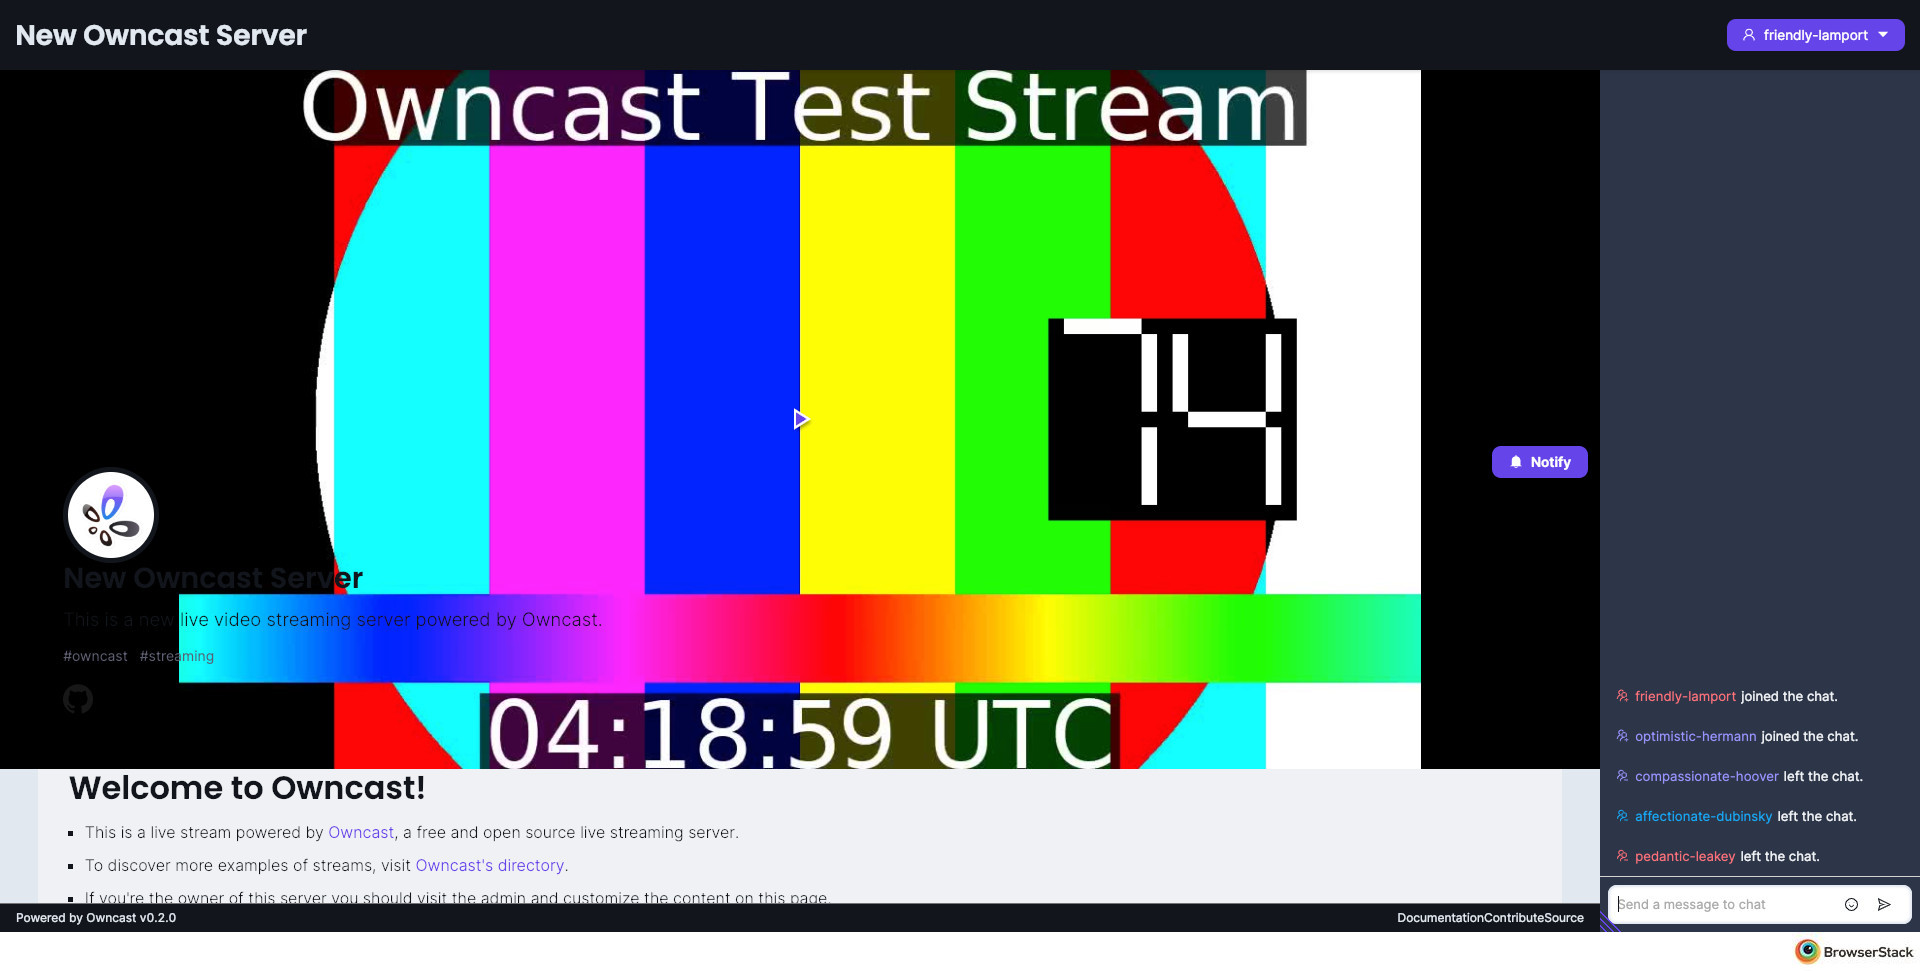 New Owncast Server
friendly-lamport
Owncast Test Stream
74
Notify
New Owncast Server
This is a new live video streaming server powered by Owncast.
#owncast #streaming
04:18:59 UTC
Welcome to Owncast!
This is a live stream powered by Owncast, a free and open source live streaming server.
To discover more examples of streams, visit Owncast's directory.
If you're the owner of this server you should visit the admin and customize the content on this page.
Powered by Owncast v0.2.0
DocumentationContributeSource
friendly-lamport joined the chat.
optimistic-hermann joined the chat.
compassionate-hoover left the chat.
affectionate-dubinsky left the chat.
pedantic-leakey left the chat.
Send a message to chat
BrowserStack